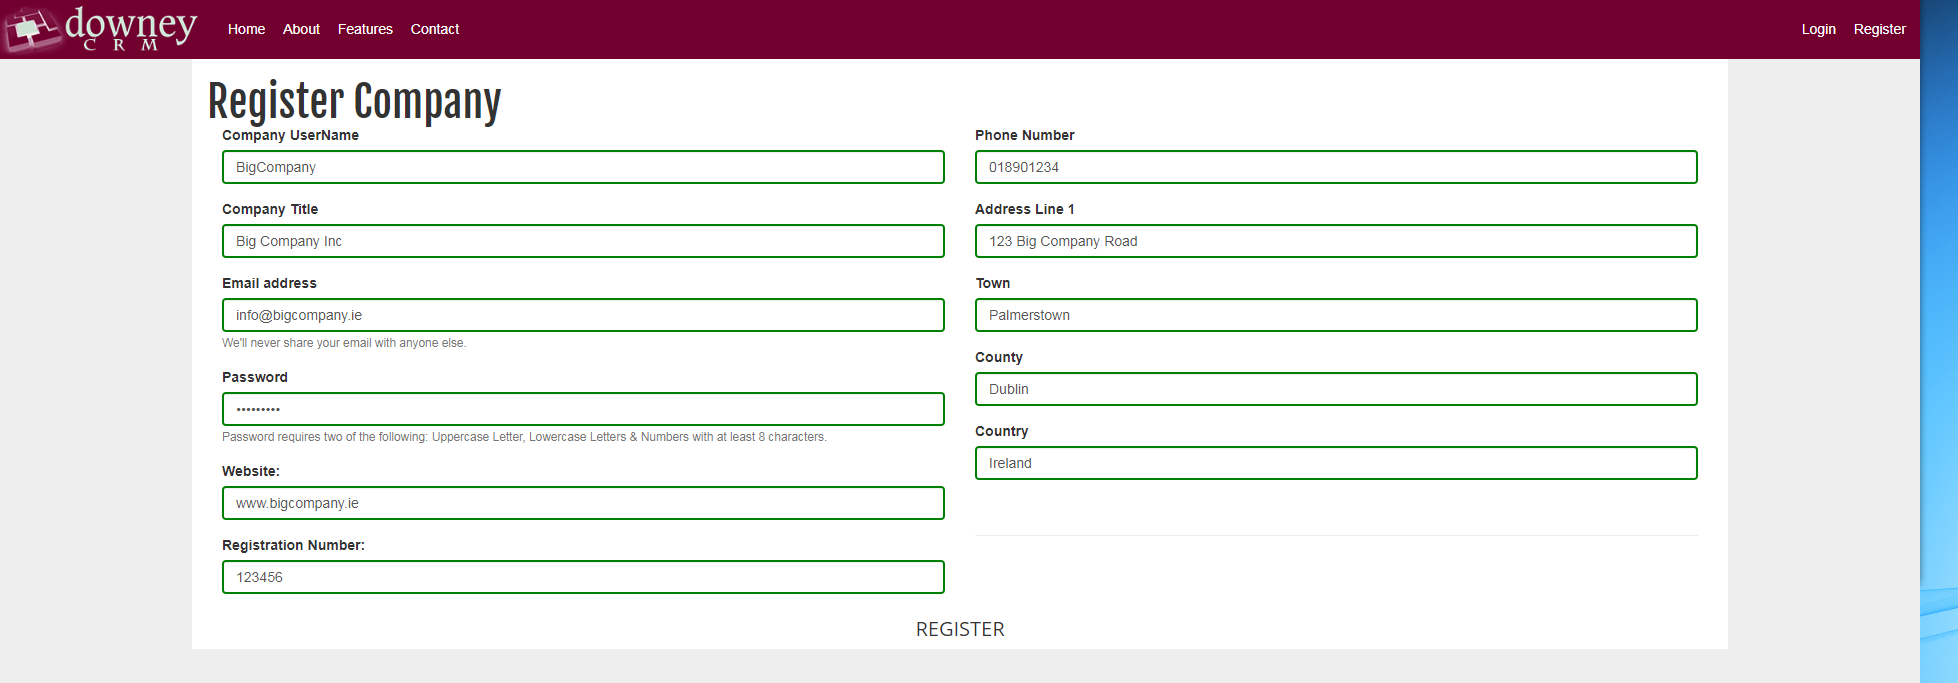 downey
CRM
Home About Features Contact
Login Register
Register Company
Company UserName
BigCompany
Company Title
Big Company Inc
Email address
info@bigcompany.ie
We'll never share your email with anyone else.
Password
•••••••••
Password requires two of the following: Uppercase Letter, Lowercase Letters & Numbers with at least 8 characters.
Website:
www.bigcompany.ie
Registration Number:
123456
Phone Number
018901234
Address Line 1
123 Big Company Road
Town
Palmerstown
County
Dublin
Country
Ireland
REGISTER